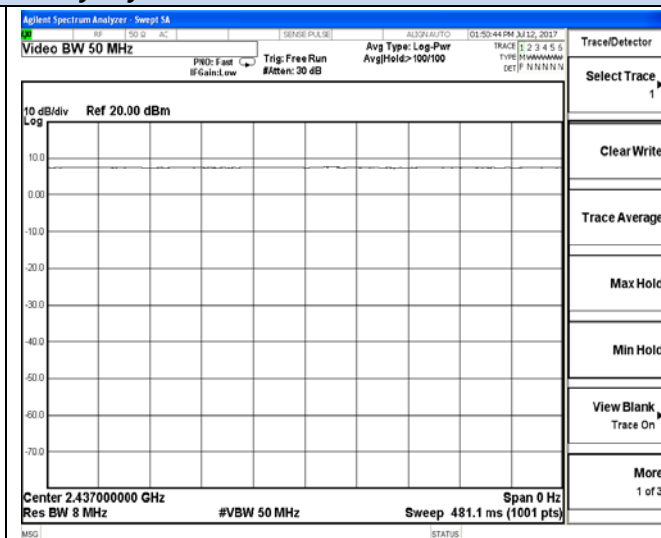 Agilent Spectrum Analyzer - Swept SA
RF 50 Ω AC SENSE:PULSE ALIGN AUTO 01:50:44 PM Jul 12, 2017
Video BW 50 MHz
PNO: Fast
IFGain:Low
Trig: Free Run
#Atten: 30 dB
Avg Type: Log-Pwr
Avg|Hold:>100/100
TRACE 1 2 3 4 5 6
TYPE MWWWWW
DET P NNNNN
Trace/Detector
Select Trace
1
Clear Write
Trace Average
Max Hold
Min Hold
View Blank
Trace On
More
1 of 3
10 dB/div Ref 20.00 dBm
Log
10.0
0.00
-10.0
-20.0
-30.0
-40.0
-50.0
-60.0
-70.0
Center 2.437000000 GHz Span 0 Hz
Res BW 8 MHz #VBW 50 MHz Sweep 481.1 ms (1001 pts)
MSG STATUS